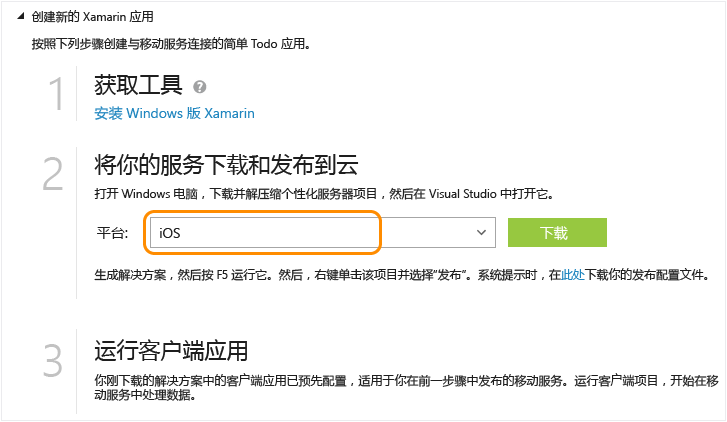 创建新的 Xamarin 应用
按照下列步骤创建与移动服务连接的简单 Todo 应用。
1 获取工具 ?
安装 Windows 版 Xamarin
2 将你的服务下载和发布到云
打开 Windows 电脑，下载并解压缩个性化服务器项目，然后在 Visual Studio 中打开它。
平台: iOS 下载
生成解决方案，然后按 F5 运行它。然后，右键单击该项目并选择"发布"。系统提示时，在此处下载你的发布配置文件。
3 运行客户端应用
你刚下载的解决方案中的客户端应用已预先配置，适用于你在前一步骤中发布的移动服务。运行客户端项目，开始在移
动服务中处理数据。